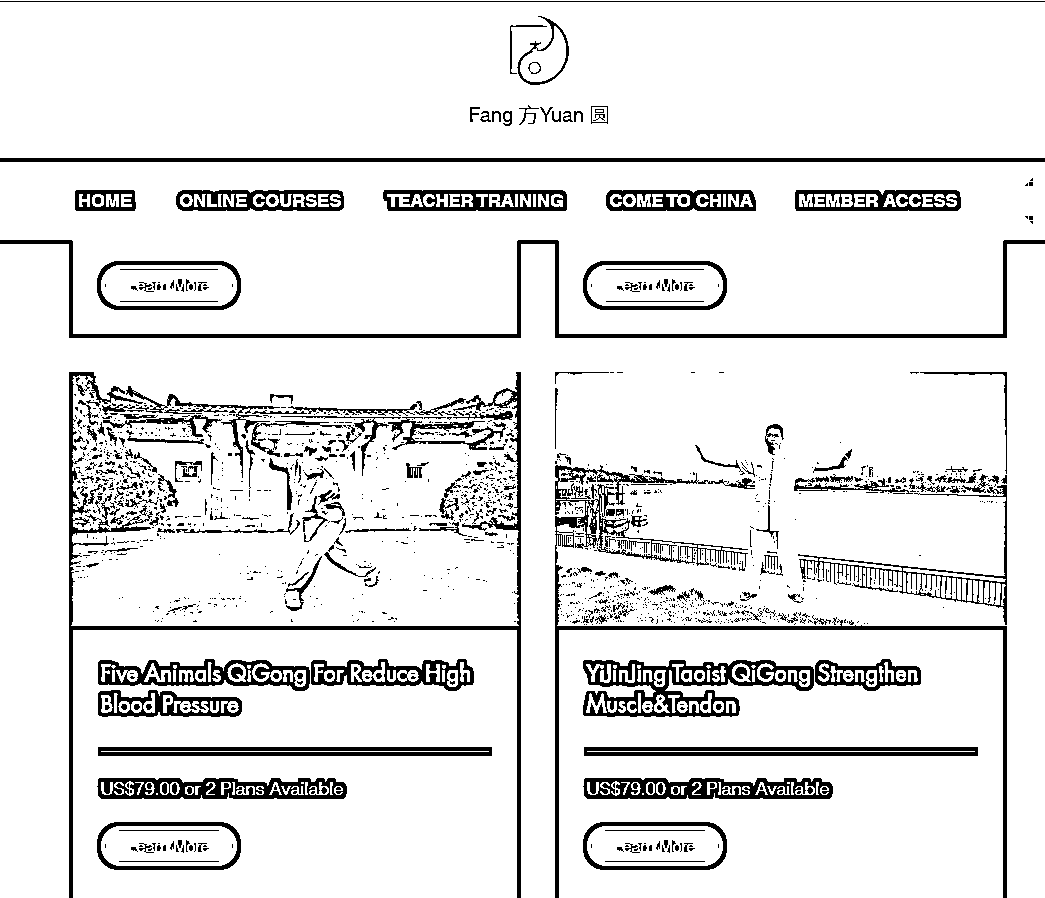 Fang 方Yuan 圆
HOME ONLINE COURSES TEACHER TRAINING COME TO CHINA MEMBER ACCESS
Learn More Learn More
Five Animals QiGong For Reduce High
Blood Pressure
US$79.00 or 2 Plans Available
Learn More
YiJinJing Taoist QiGong Strengthen
Muscle&Tendon
US$79.00 or 2 Plans Available
Learn More